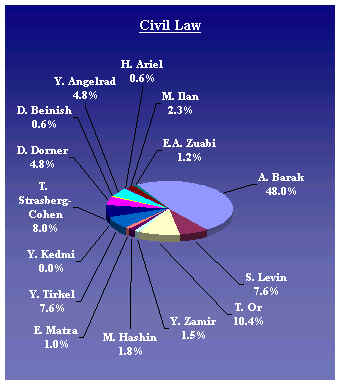 Civil Law
H. Ariel
0.6%
Y. Angelrad
4.8%
M. Ilan
2.3%
D. Beinish
0.6%
E.A. Zuabi
1.2%
D. Dorner
4.8%
A. Barak
48.0%
T.
Strasberg-
Cohen
8.0%
Y. Kedmi
0.0%
S. Levin
7.6%
Y. Tirkel
7.6%
T. Or
10.4%
Y. Zamir
1.5%
E. Matza
1.0%
M. Hashin
1.8%